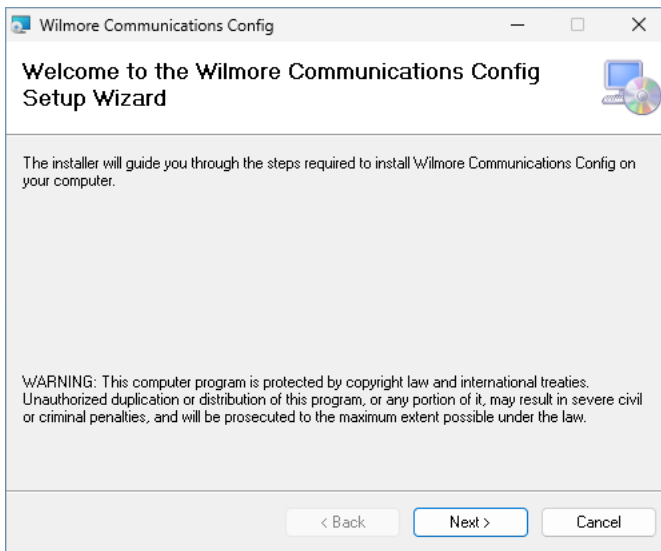 Wilmore Communications Config
Welcome to the Wilmore Communications Config
Setup Wizard
The installer will guide you through the steps required to install Wilmore Communications Config on
your computer.
WARNING: This computer program is protected by copyright law and international treaties.
Unauthorized duplication or distribution of this program, or any portion of it, may result in severe civil
or criminal penalties, and will be prosecuted to the maximum extent possible under the law.
< Back Next > Cancel